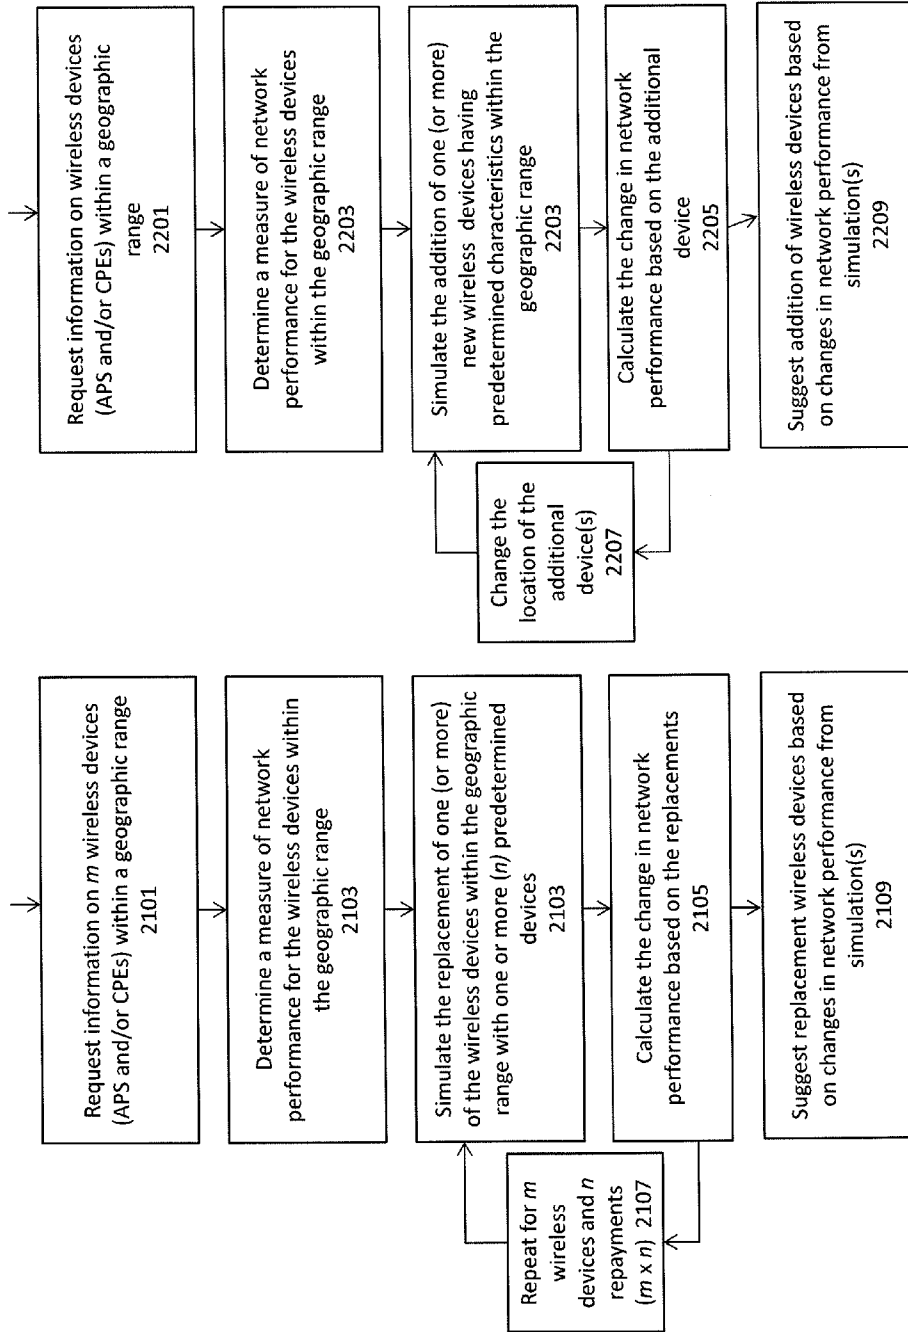 Request information on m wireless devices
(APS and/or CPEs) within a geographic range
2101
Determine a measure of network
performance for the wireless devices within
the geographic range
2103
Simulate the replacement of one (or more)
of the wireless devices within the geographic
range with one or more (n) predetermined
devices
2103
Calculate the change in network
performance based on the replacements
2105
Repeat for m
wireless
devices and n
repayments
(m x n) 2107
Suggest replacement wireless devices based
on changes in network performance from
simulation(s)
2109
Request information on wireless devices
(APS and/or CPEs) within a geographic
range
2201
Determine a measure of network
performance for the wireless devices
within the geographic range
2203
Simulate the addition of one (or more)
new wireless devices having
predetermined characteristics within the
geographic range
2203
Calculate the change in network
performance based on the additional
device
2205
Change the
location of the
additional
device(s)
2207
Suggest addition of wireless devices based
on changes in network performance from
simulation(s)
2209